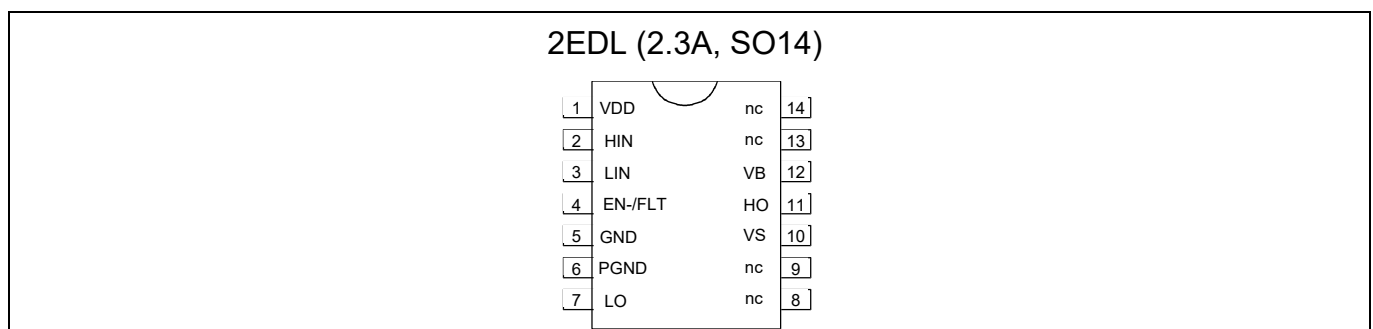 2EDL (2.3A, SO14)
1 VDD nc 14
2 HIN nc 13
3 LIN VB 12
4 EN-/FLT HO 11
5 GND VS 10
6 PGND nc 9
7 LO nc 8